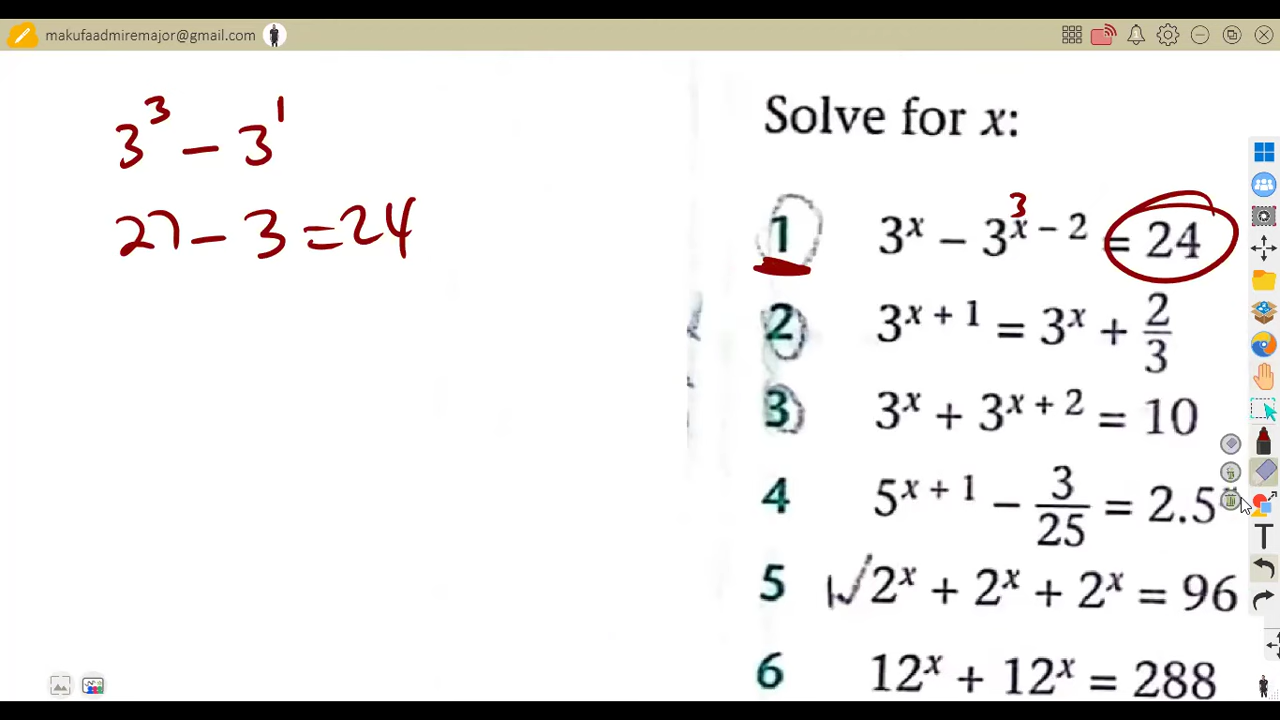 makufaadmiremajor@gmail.com
3³ – 3¹
27 – 3 = 24
Solve for x:
1 3ˣ – 3ˣ ⁻ ² = 24
3
2 3ˣ ⁺ ¹ = 3ˣ + 2/3
3 3ˣ + 3ˣ ⁺ ² = 10
4 5ˣ ⁺ ¹ – 3/25 = 2.5
5 2ˣ + 2ˣ + 2ˣ = 96
6 12ˣ + 12ˣ = 288
T